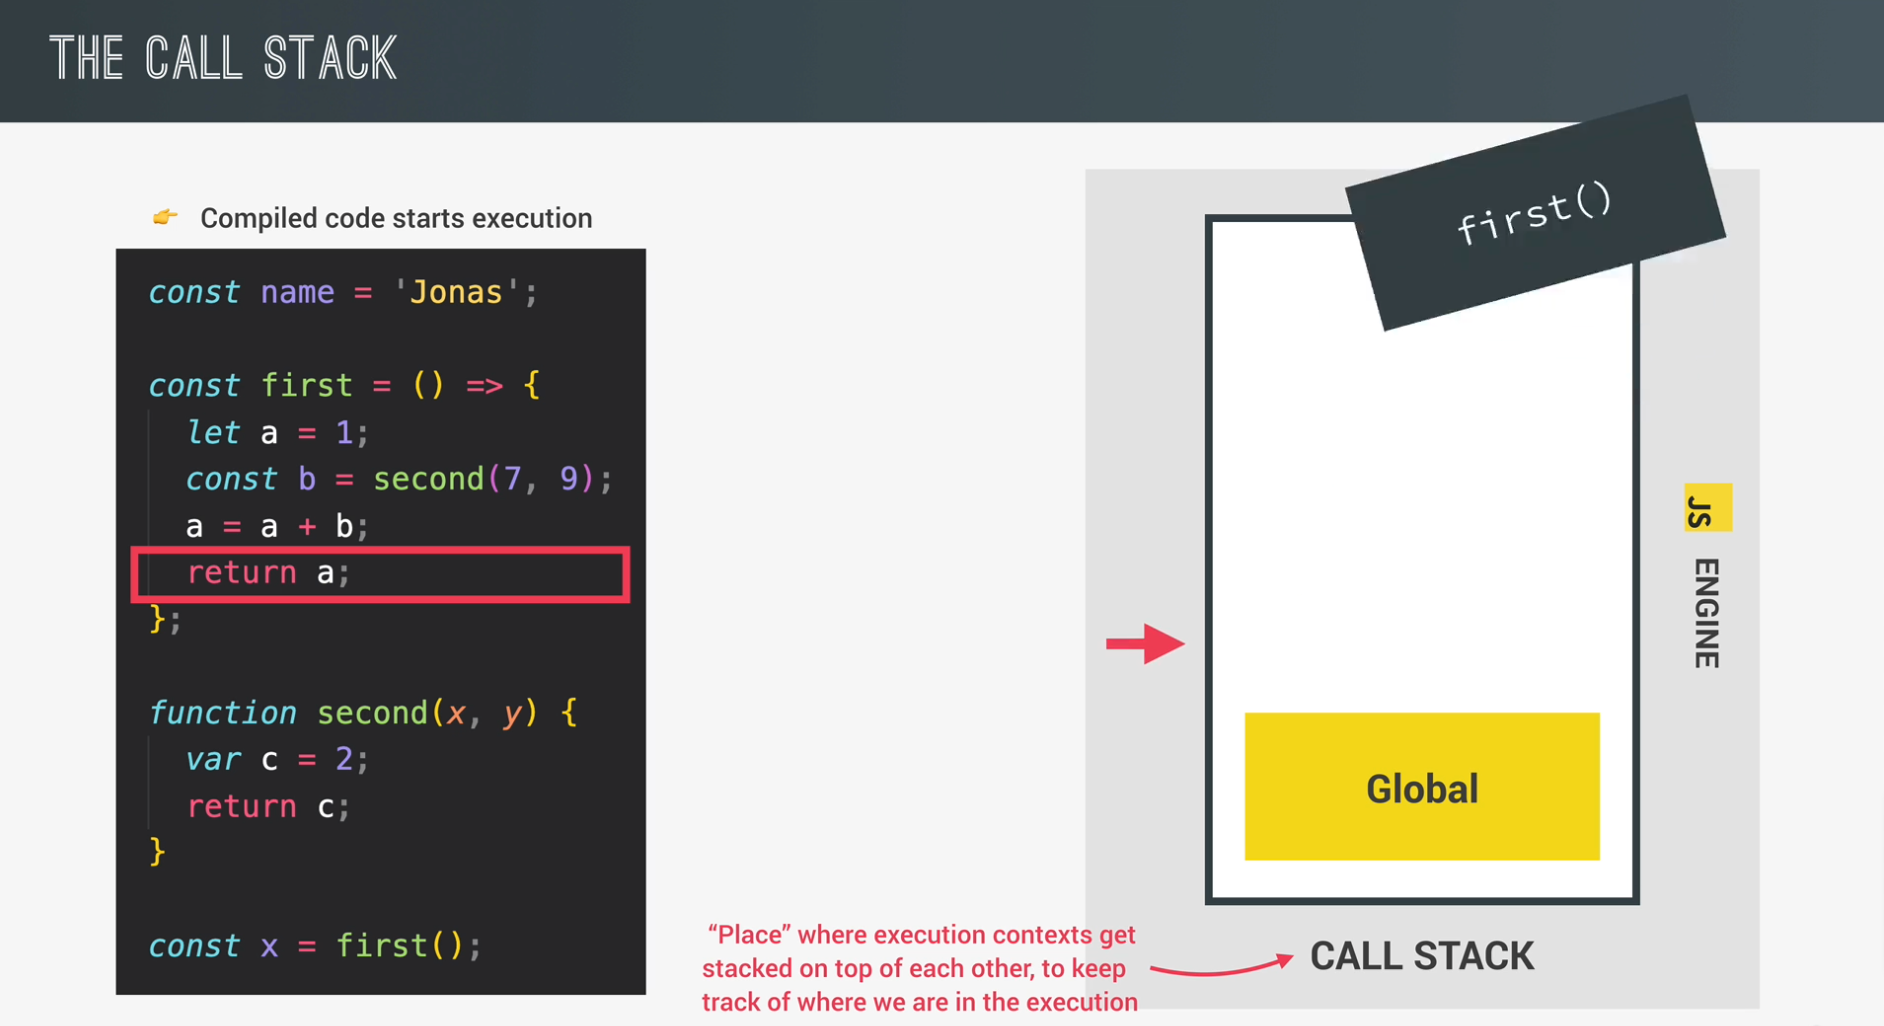 THE CALL STACK
👉 Compiled code starts execution
const name = 'Jonas';
const first = () => {
let a = 1;
const b = second(7, 9);
a = a + b;
return a;
};
function second(x, y) {
var c = 2;
return c;
}
const x = first();
first()
Global
JS ENGINE
CALL STACK
“Place” where execution contexts get
stacked on top of each other, to keep
track of where we are in the execution